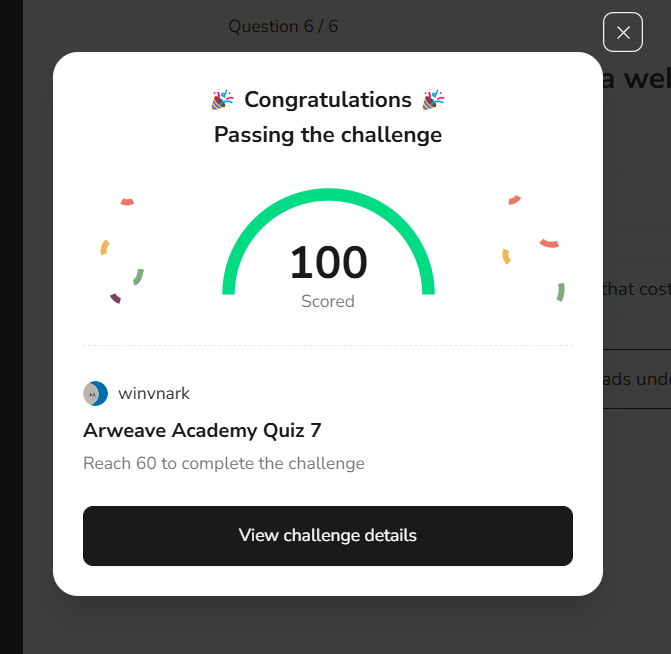 Question 6 / 6
a wel
Congratulations
Passing the challenge
100
Scored
that cost
ads unde
winvnark
Arweave Academy Quiz 7
Reach 60 to complete the challenge
View challenge details